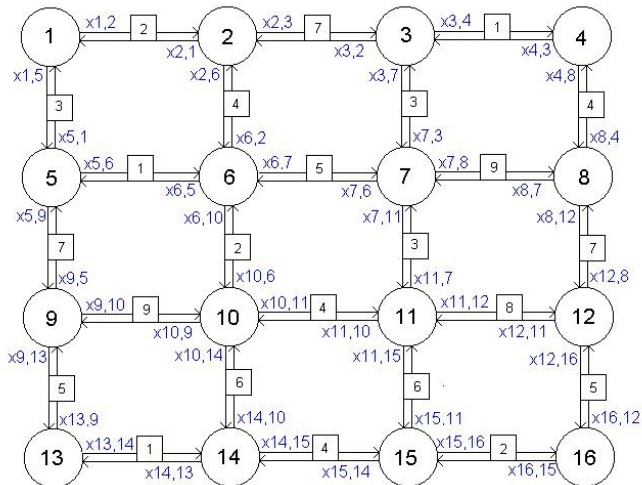 1 x1,2 2 2 x2,3 7 3 x3,4 1 4
x2,1 x3,2 x4,3
x1,5 x2,6 x3,7 x4,8
3 4 3 4
x5,1 x6,2 x7,3 x8,4
5 x5,6 1 6 x6,7 5 7 x7,8 9 8
x6,5 x7,6 x8,7
x5,9 x6,10 x7,11 x8,12
7 2 3 7
x9,5 x10,6 x11,7 x12,8
9 x9,10 9 10 x10,11 4 11 x11,12 8 12
x10,9 x11,10 x12,11
x9,13 x10,14 x11,15 x12,16
5 6 6 5
x13,9 x14,10 x15,11 x16,12
13 x13,14 1 14 x14,15 4 15 x15,16 2 16
x14,13 x15,14 x16,15